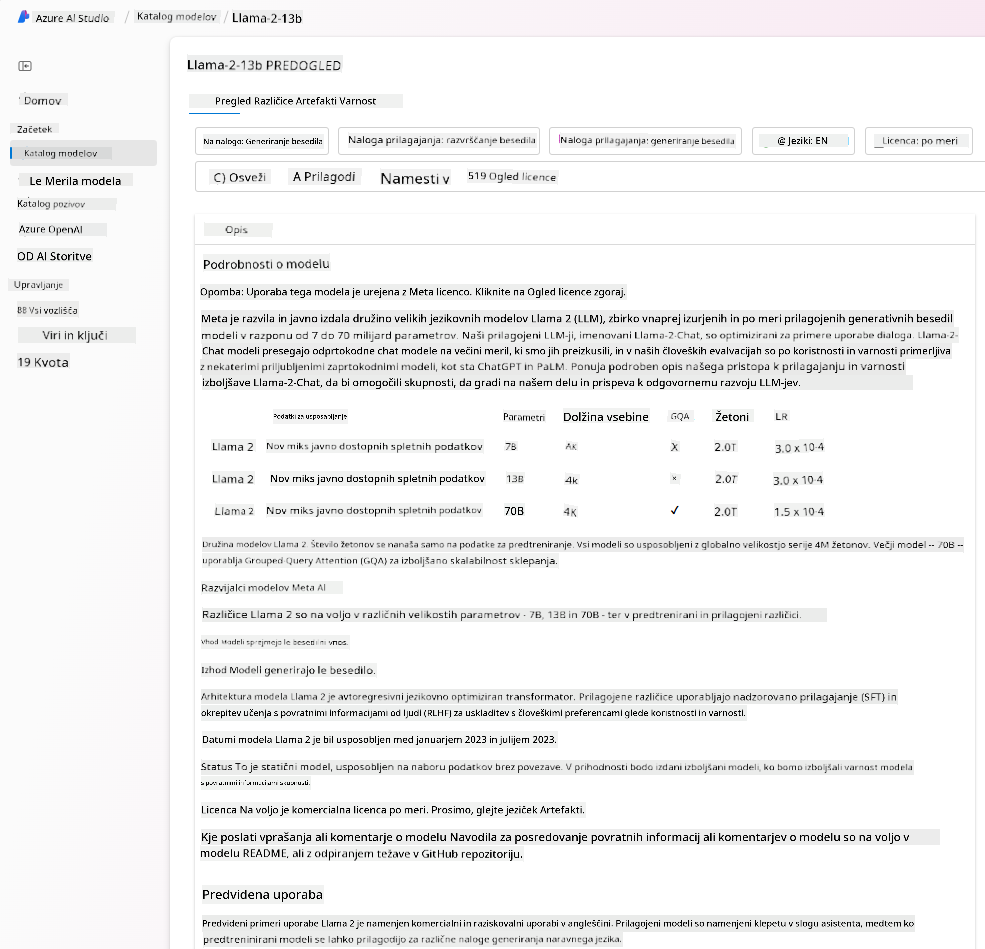 Azure AI Studio / Katalog modelov / Llama-2-13b
Llama-2-13b PREDOGLED
Domov
Začetek
Katalog modelov
Le Merila modela
Katalog pozivov
Azure OpenAI
OD AI Storitve
Upravljanje
88 Vsi vozlišča
Viri in ključi
19 Kvota
Pregled Različice Artefakti Varnost
Na nalogo: Generiranje besedila
Naloga prilagajanja: razvrščanje besedila
Naloga prilagajanja: generiranje besedila
@ Jeziki: EN
Licenca: po meri
C) Osveži
A Prilagodi
Namesti v
519 Ogled licence
Opis
Podrobnosti o modelu
Opomba: Uporaba tega modela je urejena z Meta licenco. Kliknite na Ogled licence zgoraj.
Meta je razvila in javno izdala družino velikih jezikovnih modelov Llama 2 (LLM), zbirko vnaprej izurjenih in po meri prilagojenih generativnih besedil
modeli v razponu od 7 do 70 milijard parametrov. Naši prilagojeni LLM-ji, imenovani Llama-2-Chat, so optimizirani za primere uporabe dialoga. Llama-2-
Chat modeli presegajo odprtokodne chat modele na večini meril, ki smo jih preizkusili, in v naših človeških evalvacijah so po koristnosti in varnosti primerljiva
z nekaterimi priljubljenimi zaprtokodnimi modeli, kot sta ChatGPT in PaLM. Ponuja podroben opis našega pristopa k prilagajanju in varnosti
izboljšave Llama-2-Chat, da bi omogočili skupnosti, da gradi na našem delu in prispeva k odgovornemu razvoju LLM-jev.
Podatki za usposabljanje Parametri Dolžina vsebine GQA Žetoni LR
Llama 2 Nov miks javno dostopnih spletnih podatkov 7B 4K X 2.0T 3.0 x 10-4
Llama 2 Nov miks javno dostopnih spletnih podatkov 13B 4k × 2.0T 3.0 x 10-4
Llama 2 Nov miks javno dostopnih spletnih podatkov 70B 4K ✓ 2.0T 1.5 x 10-4
Družina modelov Llama 2. Število žetonov se nanaša samo na podatke za predtreniranje. Vsi modeli so usposobljeni z globalno velikostjo serije 4M žetonov. Večji model -- 70B --
uporablja Grouped-Query Attention (GQA) za izboljšano skalabilnost sklepanja.
Razvijalci modelov Meta AI
Različice Llama 2 so na voljo v različnih velikostih parametrov - 7B, 13B in 70B - ter v predtrenirani in prilagojeni različici.
Vhod Modeli sprejmejo le besedilni vnos.
Izhod Modeli generirajo le besedilo.
Arhitektura modela Llama 2 je avtoregresivni jezikovno optimiziran transformator. Prilagojene različice uporabljajo nadzorovano prilagajanje (SFT) in
okrepitev učenja s povratnimi informacijami od ljudi (RLHF) za uskladitev s človeškimi preferencami glede koristnosti in varnosti.
Datumi modela Llama 2 je bil usposobljen med januarjem 2023 in julijem 2023.
Status To je statični model, usposobljen na naboru podatkov brez povezave. V prihodnosti bodo izdani izboljšani modeli, ko bomo izboljšali varnost modela
s povratnimi informacijami skupnosti.
Licenca Na voljo je komercialna licenca po meri. Prosimo, glejte jeziček Artefakti.
Kje poslati vprašanja ali komentarje o modelu Navodila za posredovanje povratnih informacij ali komentarjev o modelu so na voljo v
modelu README, ali z odpiranjem težave v GitHub repozitoriju.
Predvidena uporaba
Predvideni primeri uporabe Llama 2 je namenjen komercialni in raziskovalni uporabi v angleščini. Prilagojeni modeli so namenjeni klepetu v slogu asistenta, medtem ko
predtreninirani modeli se lahko prilagodijo za različne naloge generiranja naravnega jezika.